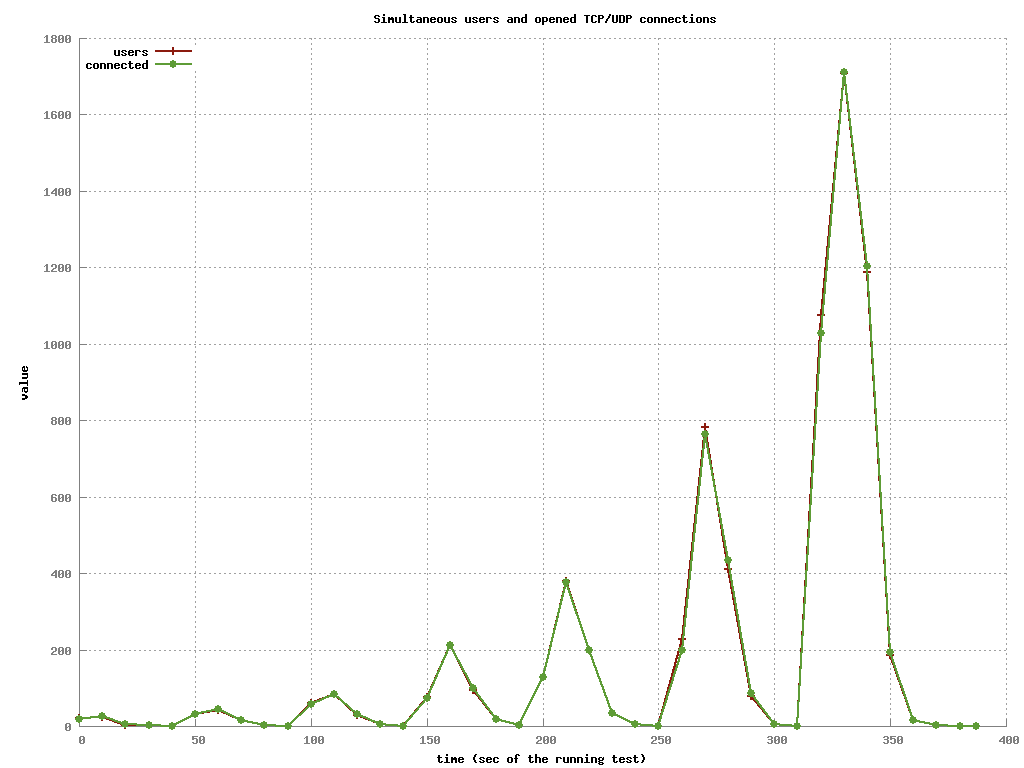 Simultaneous users and opened TCP/UDP connections
1800
users
connected
1600
1400
1200
1000
value
800
600
400
200
0
0 50 100 150 200 250 300 350 400
time (sec of the running test)